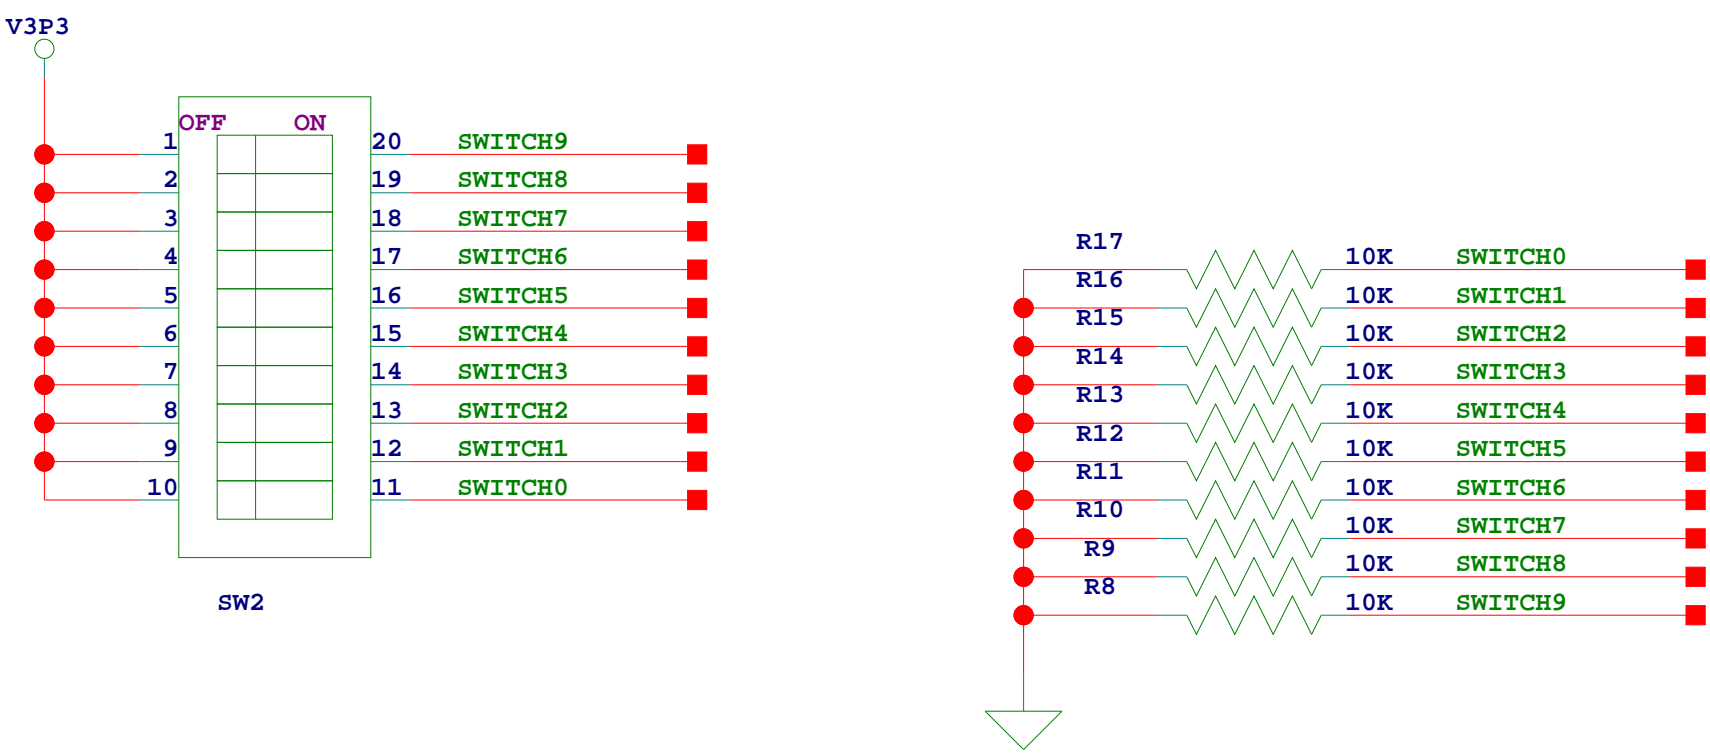 V3P3
OFF ON
1 20 SWITCH9
2 19 SWITCH8
3 18 SWITCH7
4 17 SWITCH6
5 16 SWITCH5
6 15 SWITCH4
7 14 SWITCH3
8 13 SWITCH2
9 12 SWITCH1
10 11 SWITCH0
SW2
R17 10K SWITCH0
R16 10K SWITCH1
R15 10K SWITCH2
R14 10K SWITCH3
R13 10K SWITCH4
R12 10K SWITCH5
R11 10K SWITCH6
R10 10K SWITCH7
R9 10K SWITCH8
R8 10K SWITCH9